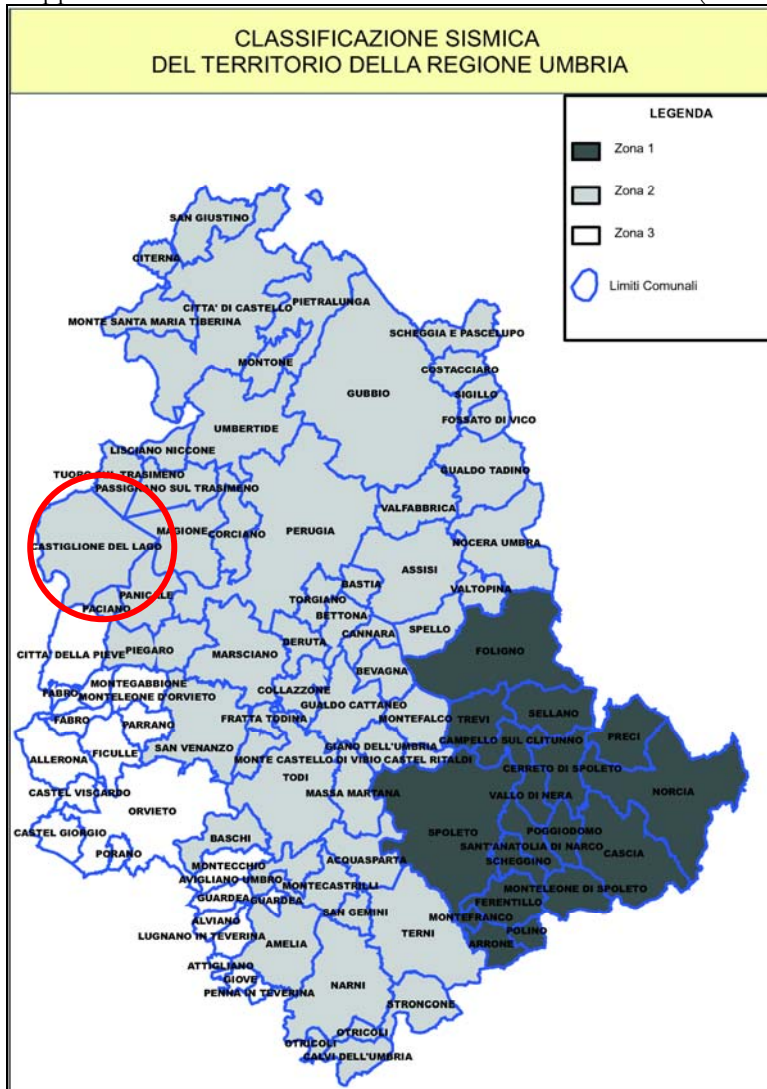 CLASSIFICAZIONE SISMICA
DEL TERRITORIO DELLA REGIONE UMBRIA
LEGENDA
Zona 1
Zona 2
Zona 3
Limiti Comunali
SAN GIUSTINO
CITERNA
CITTA' DI CASTELLO
PIETRALUNGA
MONTE SANTA MARIA TIBERINA
SCHEGGIA E PASCELUPO
MONTONE
COSTACCIARO
GUBBIO
SIGILLO
FOSSATO DI VICO
UMBERTIDE
LISCIANO NICCONE
GUALDO TADINO
TUORO SUL TRASIMENO
PASSIGNANO SUL TRASIMENO
VALFABBRICA
MAGIONE
CORCIANO
PERUGIA
CASTIGLIONE DEL LAGO
NOCERA UMBRA
ASSISI
BASTIA
VALTOPINA
PANICALE
TORGIANO
PACIANO
BETTONA
CANNARA
SPELLO
BERUTA
CITTA' DELLA PIEVE
PIEGARO
MARSCIANO
FOLIGNO
BEVAGNA
MONTEGABBIONE
COLLAZZONE
FABRO
MONTELEONE D'ORVIETO
GUALDO CATTANEO
SELLANO
FABRO
PARRANO
FRATTA TODINA
MONTEFALCO
TREVI
PRECI
ALLERONA
FICULLE
SAN VENANZO
GIANO DELL'UMBRIA
CAMPELLO SUL CLITUNNO
MONTE CASTELLO DI VIBIO
CASTEL RITALDI
CERRETO DI SPOLETO
TODI
CASTEL VISCARDO
MASSA MARTANA
VALLO DI NERA
NORCIA
ORVIETO
CASTEL GIORGIO
SPOLETO
POGGIODOMO
BASCHI
SANT'ANATOLIA DI NARCO
CASCIA
PORANO
ACQUASPARTA
SCHEGGINO
MONTECCHIO
AVIGLIANO UMBRO
MONTECASTRILLI
MONTELEONE DI SPOLETO
GUARDEA
GUARDEA
FERENTILLO
SAN GEMINI
MONTEFRANCO
ALVIANO
POLINO
LUGNANO IN TEVERINA
TERNI
ARRONE
AMELIA
ATTIGLIANO
GIOVE
NARNI
PENNA IN TEVERINA
STRONCONE
OTRICOLI
OTRICOLI
CALVI DELL'UMBRIA